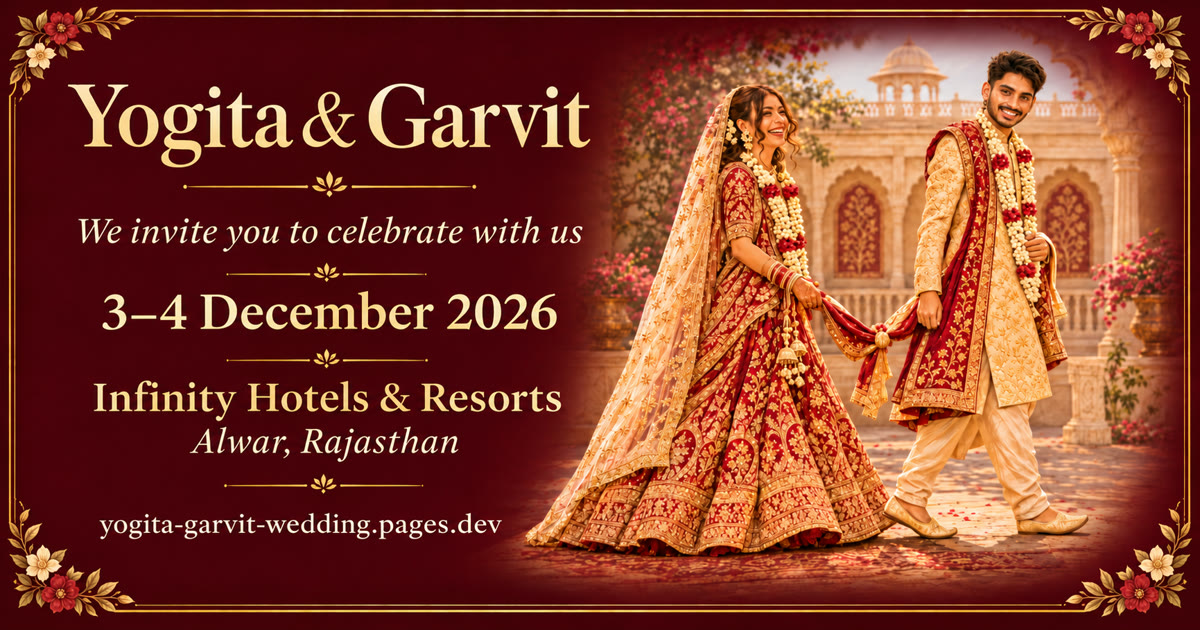 Yogita & Garvit
We invite you to celebrate with us
3–4 December 2026
Infinity Hotels & Resorts
Alwar, Rajasthan
yogita-garvit-wedding.pages.dev